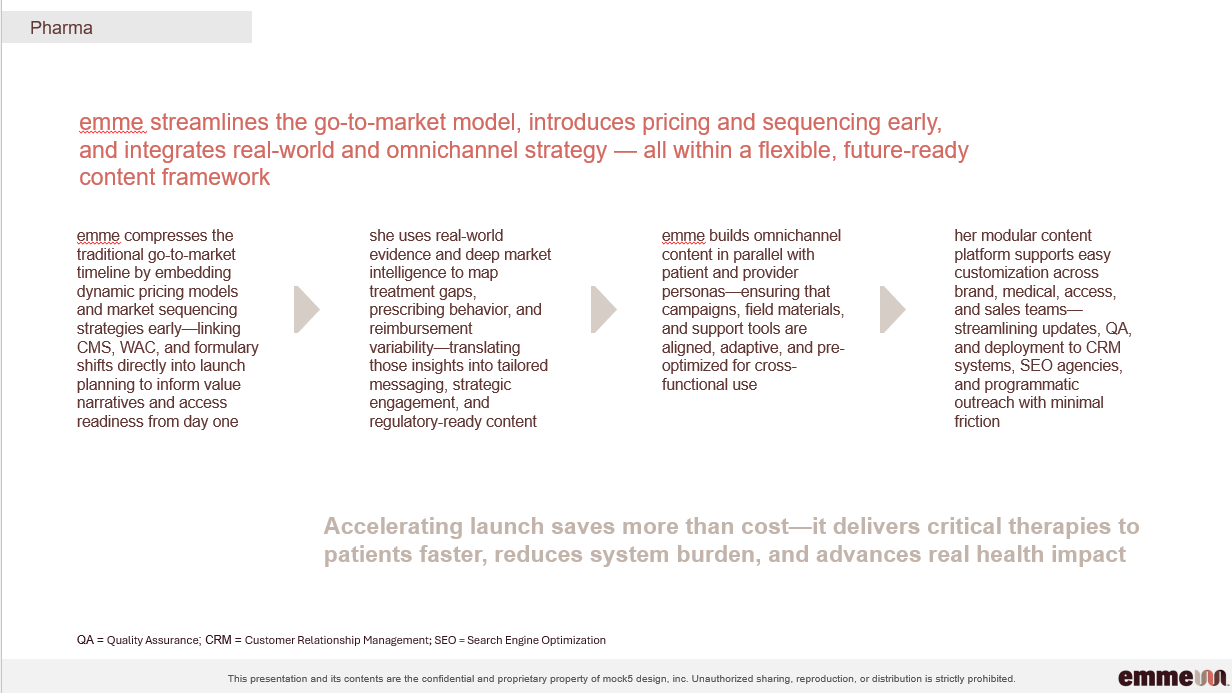 Pharma
emme streamlines the go-to-market model, introduces pricing and sequencing early,
and integrates real-world and omnichannel strategy — all within a flexible, future-ready
content framework
emme compresses the
traditional go-to-market
timeline by embedding
dynamic pricing models
and market sequencing
strategies early—linking
CMS, WAC, and formulary
shifts directly into launch
planning to inform value
narratives and access
readiness from day one
she uses real-world
evidence and deep market
intelligence to map
treatment gaps,
prescribing behavior, and
reimbursement
variability—translating
those insights into tailored
messaging, strategic
engagement, and
regulatory-ready content
emme builds omnichannel
content in parallel with
patient and provider
personas—ensuring that
campaigns, field materials,
and support tools are
aligned, adaptive, and pre-
optimized for cross-
functional use
her modular content
platform supports easy
customization across
brand, medical, access,
and sales teams—
streamlining updates, QA,
and deployment to CRM
systems, SEO agencies,
and programmatic
outreach with minimal
friction
Accelerating launch saves more than cost—it delivers critical therapies to
patients faster, reduces system burden, and advances real health impact
QA = Quality Assurance; CRM = Customer Relationship Management; SEO = Search Engine Optimization
This presentation and its contents are the confidential and proprietary property of mock5 design, inc. Unauthorized sharing, reproduction, or distribution is strictly prohibited.
emme